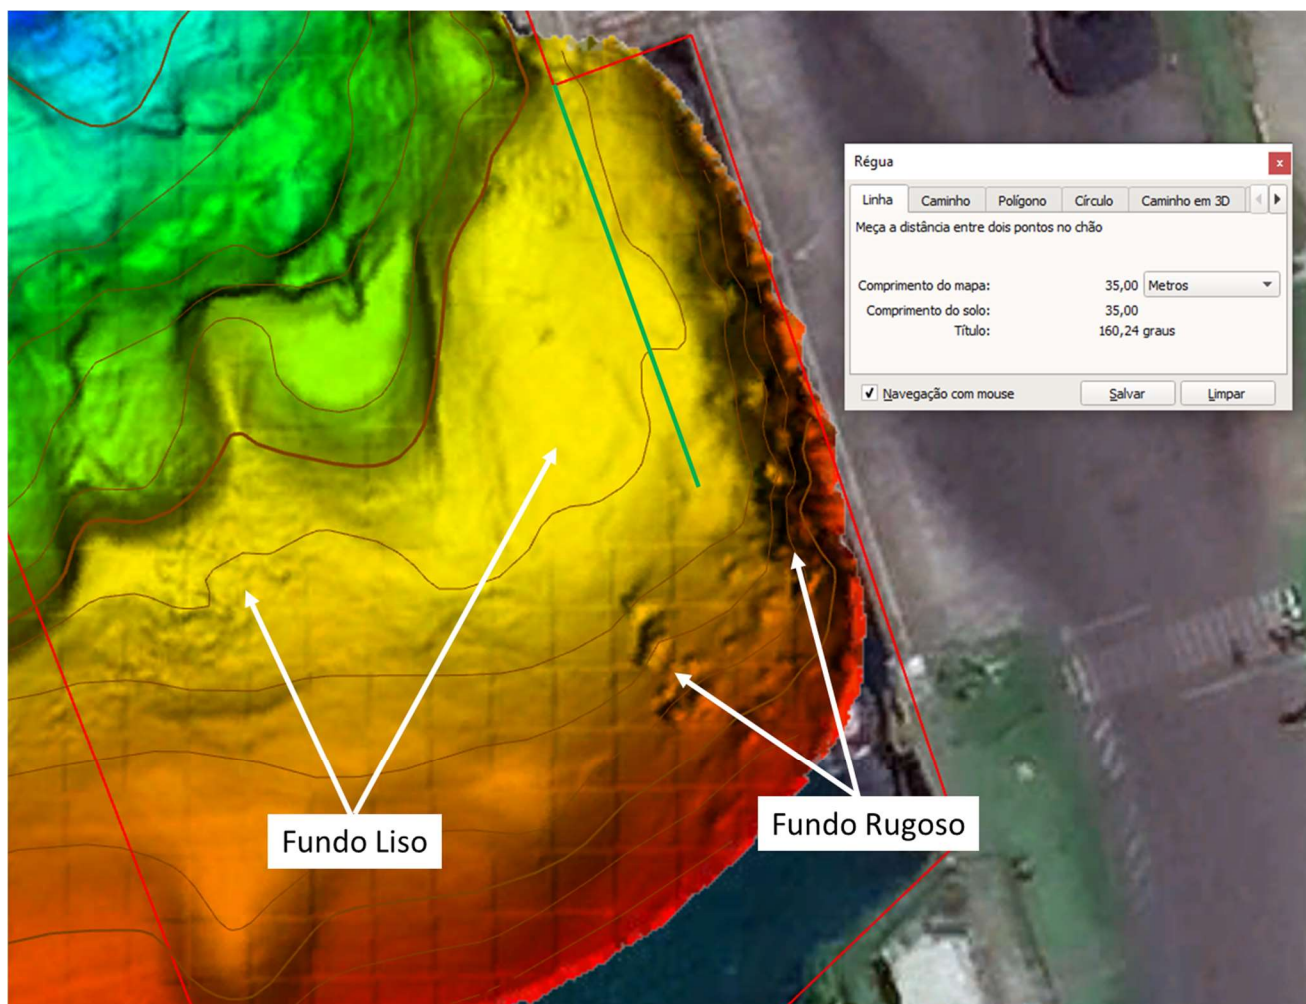 Régua
x
Linha Caminho Polígono Círculo Caminho em 3D
Meça a distância entre dois pontos no chão
Comprimento do mapa: 35,00 Metros
Comprimento do solo: 35,00
Título: 160,24 graus
Navegação com mouse Salvar Limpar
Fundo Liso
Fundo Rugoso